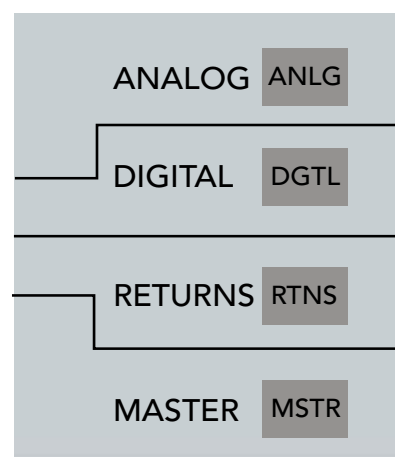 ANALOG ANLG
DIGITAL DGTL
RETURNS RTNS
MASTER MSTR